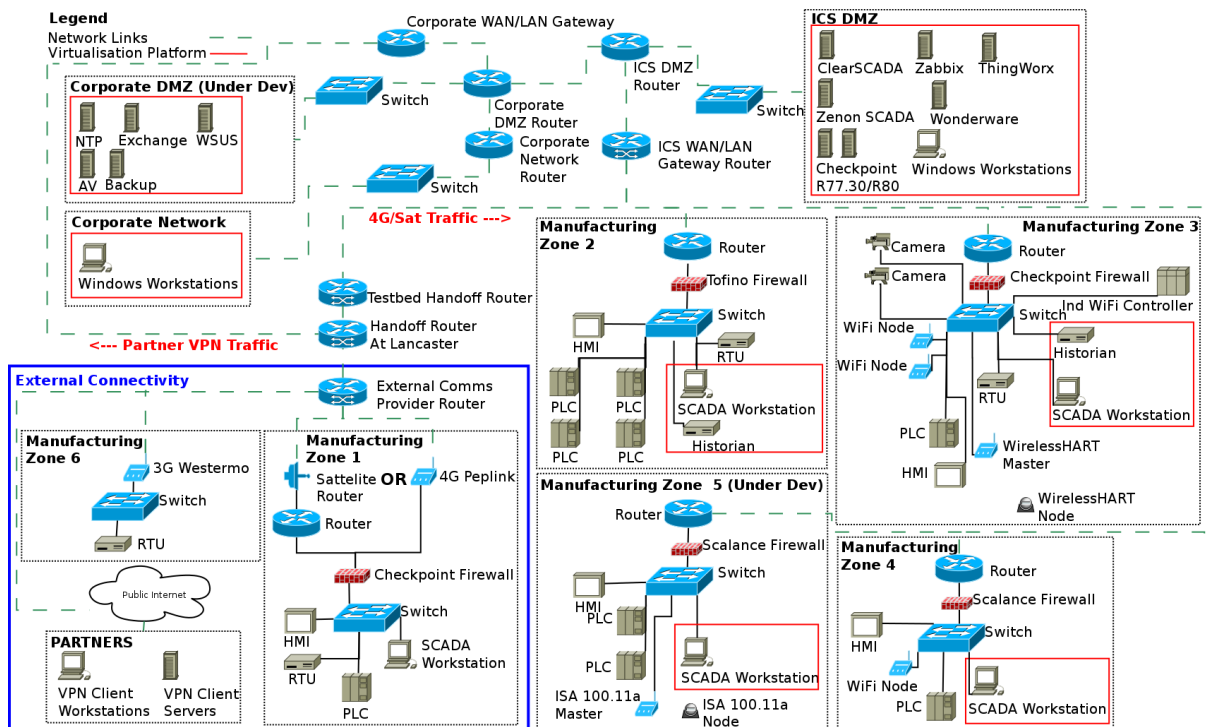 Legend
Network Links
Virtualisation Platform
Corporate WAN/LAN Gateway
ICS DMZ
Router
ICS DMZ
ClearSCADA
Zabbix
ThingWorx
Zenon SCADA
Wonderware
Checkpoint
R77.30/R80
Windows Workstations
Switch
Corporate DMZ (Under Dev)
NTP
Exchange
WSUS
AV
Backup
Switch
Corporate
DMZ Router
Corporate
Network
Router
ICS WAN/LAN
Gateway Router
Switch
Corporate Network
Windows Workstations
4G/Sat Traffic --->
Testbed Handoff Router
Handoff Router
At Lancaster
<--- Partner VPN Traffic
Manufacturing
Zone 2
Router
Tofino Firewall
Switch
HMI
RTU
PLC
PLC
PLC
PLC
SCADA Workstation
Historian
Manufacturing Zone 3
Camera
Camera
Router
Checkpoint Firewall
Ind WiFi Controller
Switch
WiFi Node
WiFi Node
Historian
RTU
SCADA Workstation
PLC
HMI
WirelessHART
Master
WirelessHART
Node
External Connectivity
External Comms
Provider Router
Manufacturing
Zone 6
3G Westermo
Switch
RTU
Public Internet
PARTNERS
VPN Client
Workstations
VPN Client
Servers
Manufacturing
Zone 1
Sattelite OR
Router
4G Peplink
Router
Checkpoint Firewall
Switch
HMI
RTU
PLC
SCADA
Workstation
Manufacturing Zone 5 (Under Dev)
Router
Scalance Firewall
Switch
HMI
PLC
PLC
SCADA Workstation
ISA 100.11a
Master
ISA 100.11a
Node
Manufacturing
Zone 4
Router
Scalance Firewall
Switch
HMI
WiFi Node
PLC
SCADA Workstation